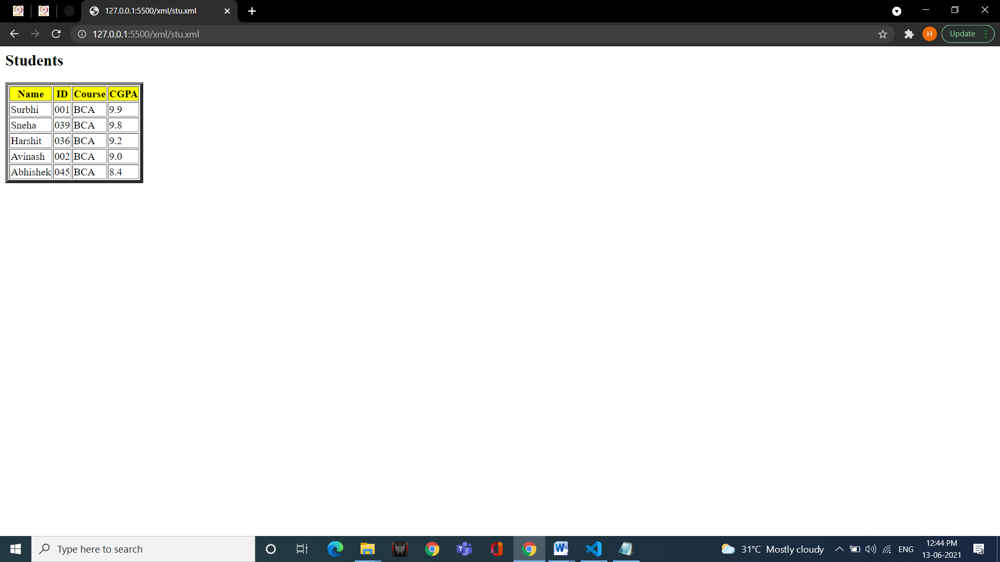 127.0.0.1:5500/xml/stu.xml
127.0.0.1:5500/xml/stu.xml
H
Update
Students
Name ID Course CGPA
Surbhi 001 BCA 9.9
Sneha 039 BCA 9.8
Harshit 036 BCA 9.2
Avinash 002 BCA 9.0
Abhishek 045 BCA 8.4
Type here to search
31°C Mostly cloudy
ENG
12:44 PM
13-06-2021